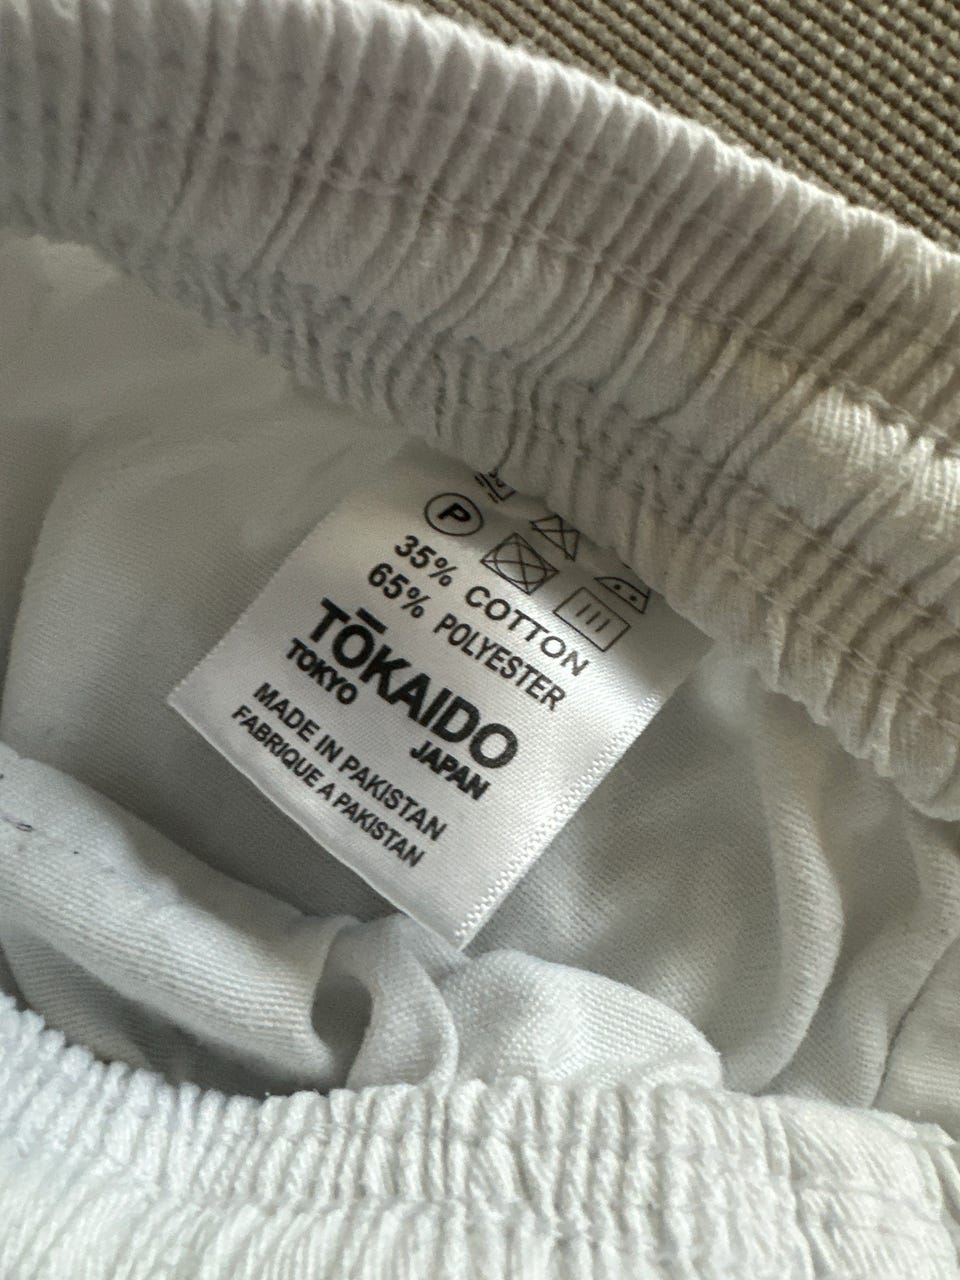 P
35% COTTON
65% POLYESTER
TŌKAIDO
TOKYO JAPAN
MADE IN PAKISTAN
FABRIQUE A PAKISTAN